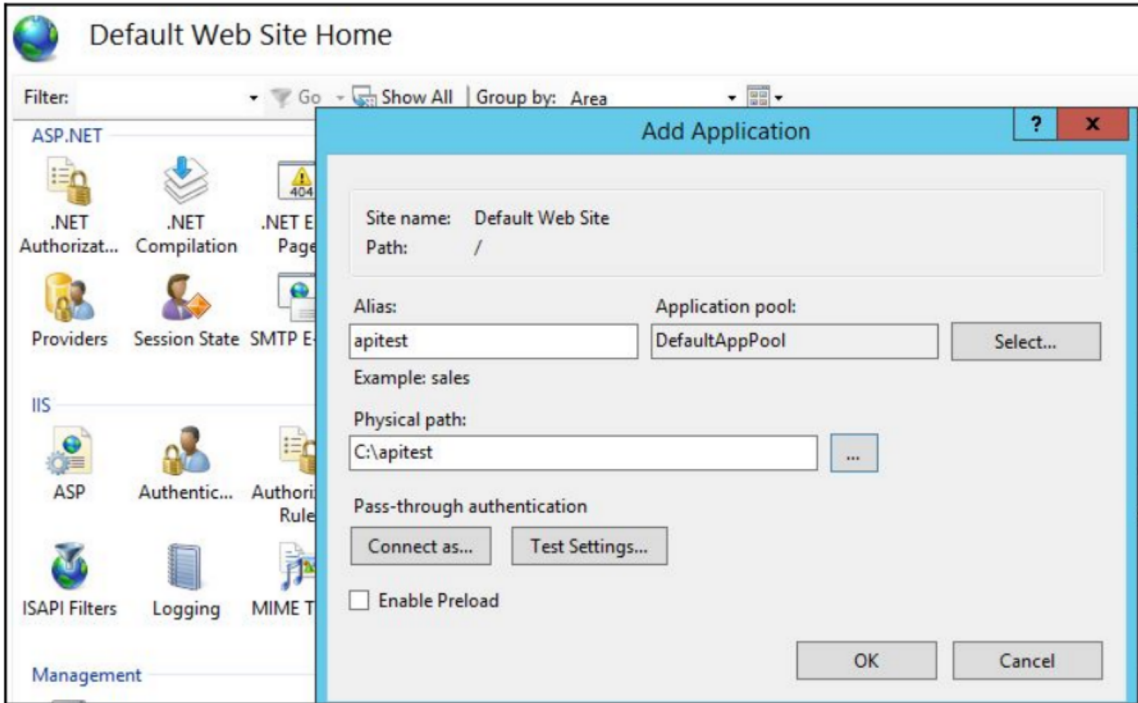 Default Web Site Home
Filter: Go Show All Group by: Area
Add Application ? x
ASP.NET
.NET Authorizat...
.NET Compilation
.NET E
Page
404
Providers
Session State
SMTP E-
Site name: Default Web Site
Path: /
Alias:
apitest
Example: sales
Application pool:
DefaultAppPool
Select...
Physical path:
C:\apitest
...
Pass-through authentication
Connect as...
Test Settings...
Enable Preload
OK
Cancel
IIS
ASP
Authentic...
Authori
Rule
ISAPI Filters
Logging
MIME T
Management